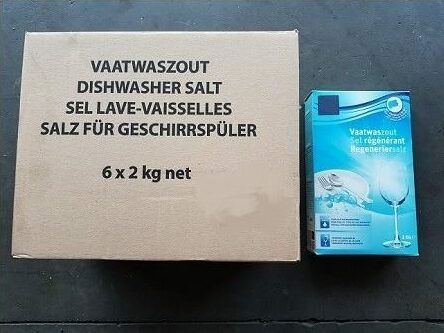 VAATWASZOUT
DISHWASHER SALT
SEL LAVE-VAISSELLES
SALZ FÜR GESCHIRRSPÜLER
6 x 2 kg net
Vaatwaszout
Sel régénérant
Regeneriersalz